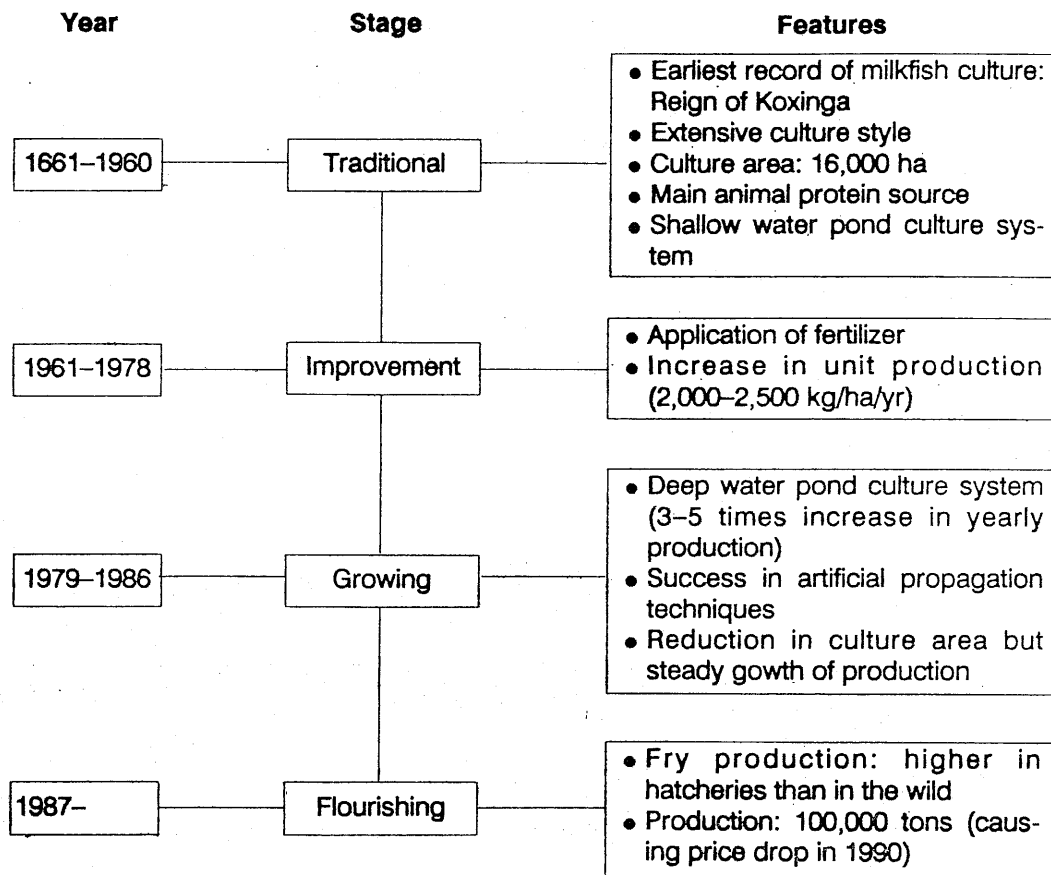 Year Stage Features
1661–1960 Traditional
• Earliest record of milkfish culture:
Reign of Koxinga
• Extensive culture style
• Culture area: 16,000 ha
• Main animal protein source
• Shallow water pond culture sys-
tem
1961–1978 Improvement
• Application of fertilizer
• Increase in unit production
(2,000–2,500 kg/ha/yr)
1979–1986 Growing
• Deep water pond culture system
(3–5 times increase in yearly
production)
• Success in artificial propagation
techniques
• Reduction in culture area but
steady gowth of production
1987– Flourishing
• Fry production: higher in
hatcheries than in the wild
• Production: 100,000 tons (caus-
ing price drop in 1990)